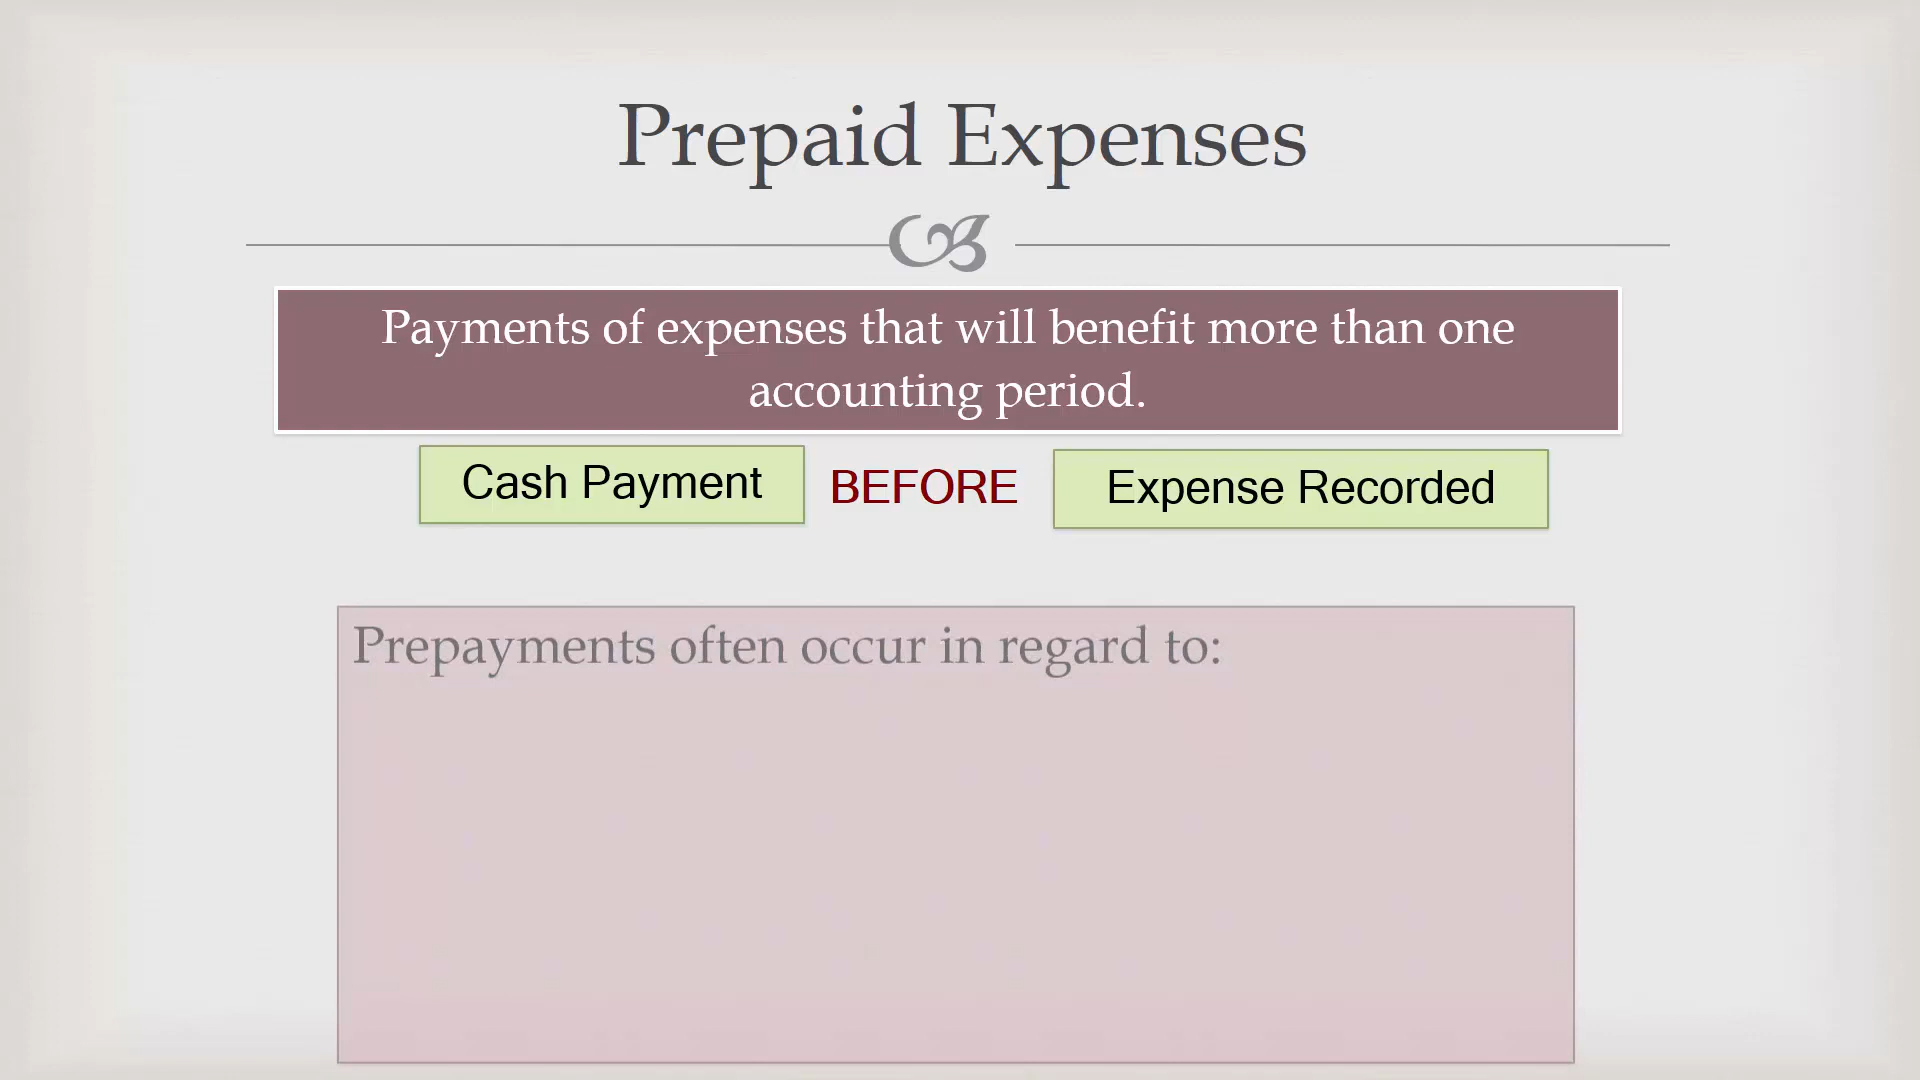 Prepaid Expenses
Payments of expenses that will benefit more than one
accounting period.
Cash Payment BEFORE Expense Recorded
Prepayments often occur in regard to: